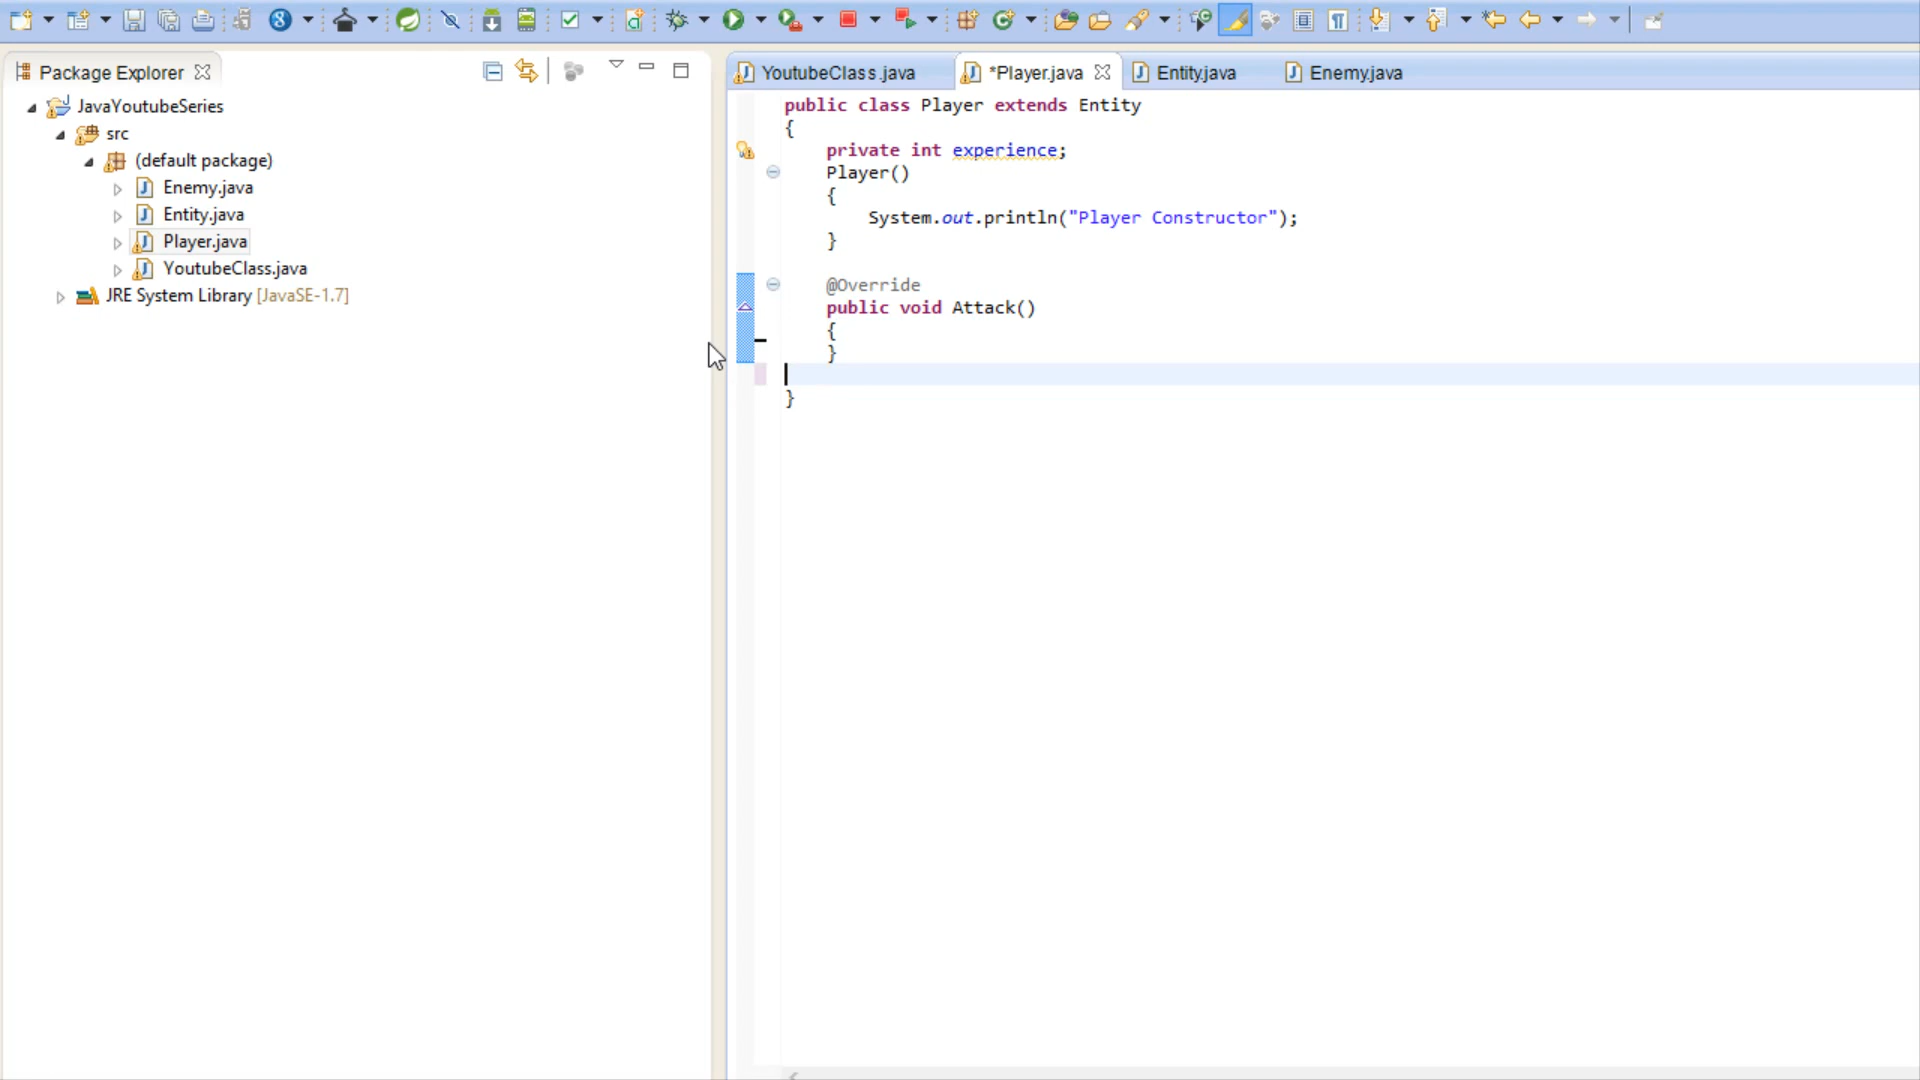 Package Explorer
JavaYoutubeSeries
src
(default package)
Enemy.java
Entity.java
Player.java
YoutubeClass.java
JRE System Library [JavaSE-1.7]
YoutubeClass.java
*Player.java
Entity.java
Enemy.java
public class Player extends Entity
{
private int experience;
Player()
{
System.out.println("Player Constructor");
}
@Override
public void Attack()
{
}
}